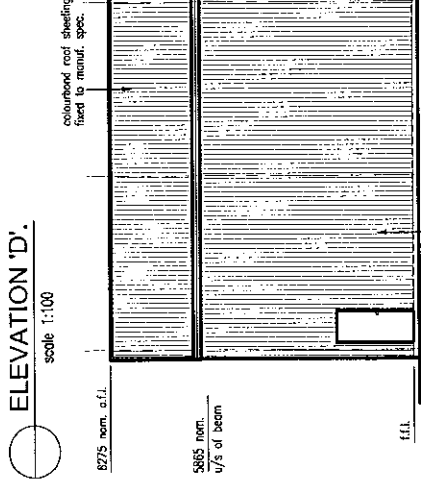 ELEVATION 'D'.
scale 1:100
colourbond roof sheeting
fixed to manuf. spec.
8275 nom. a.f.l.
5865 nom.
u/s of beam
f.f.l.